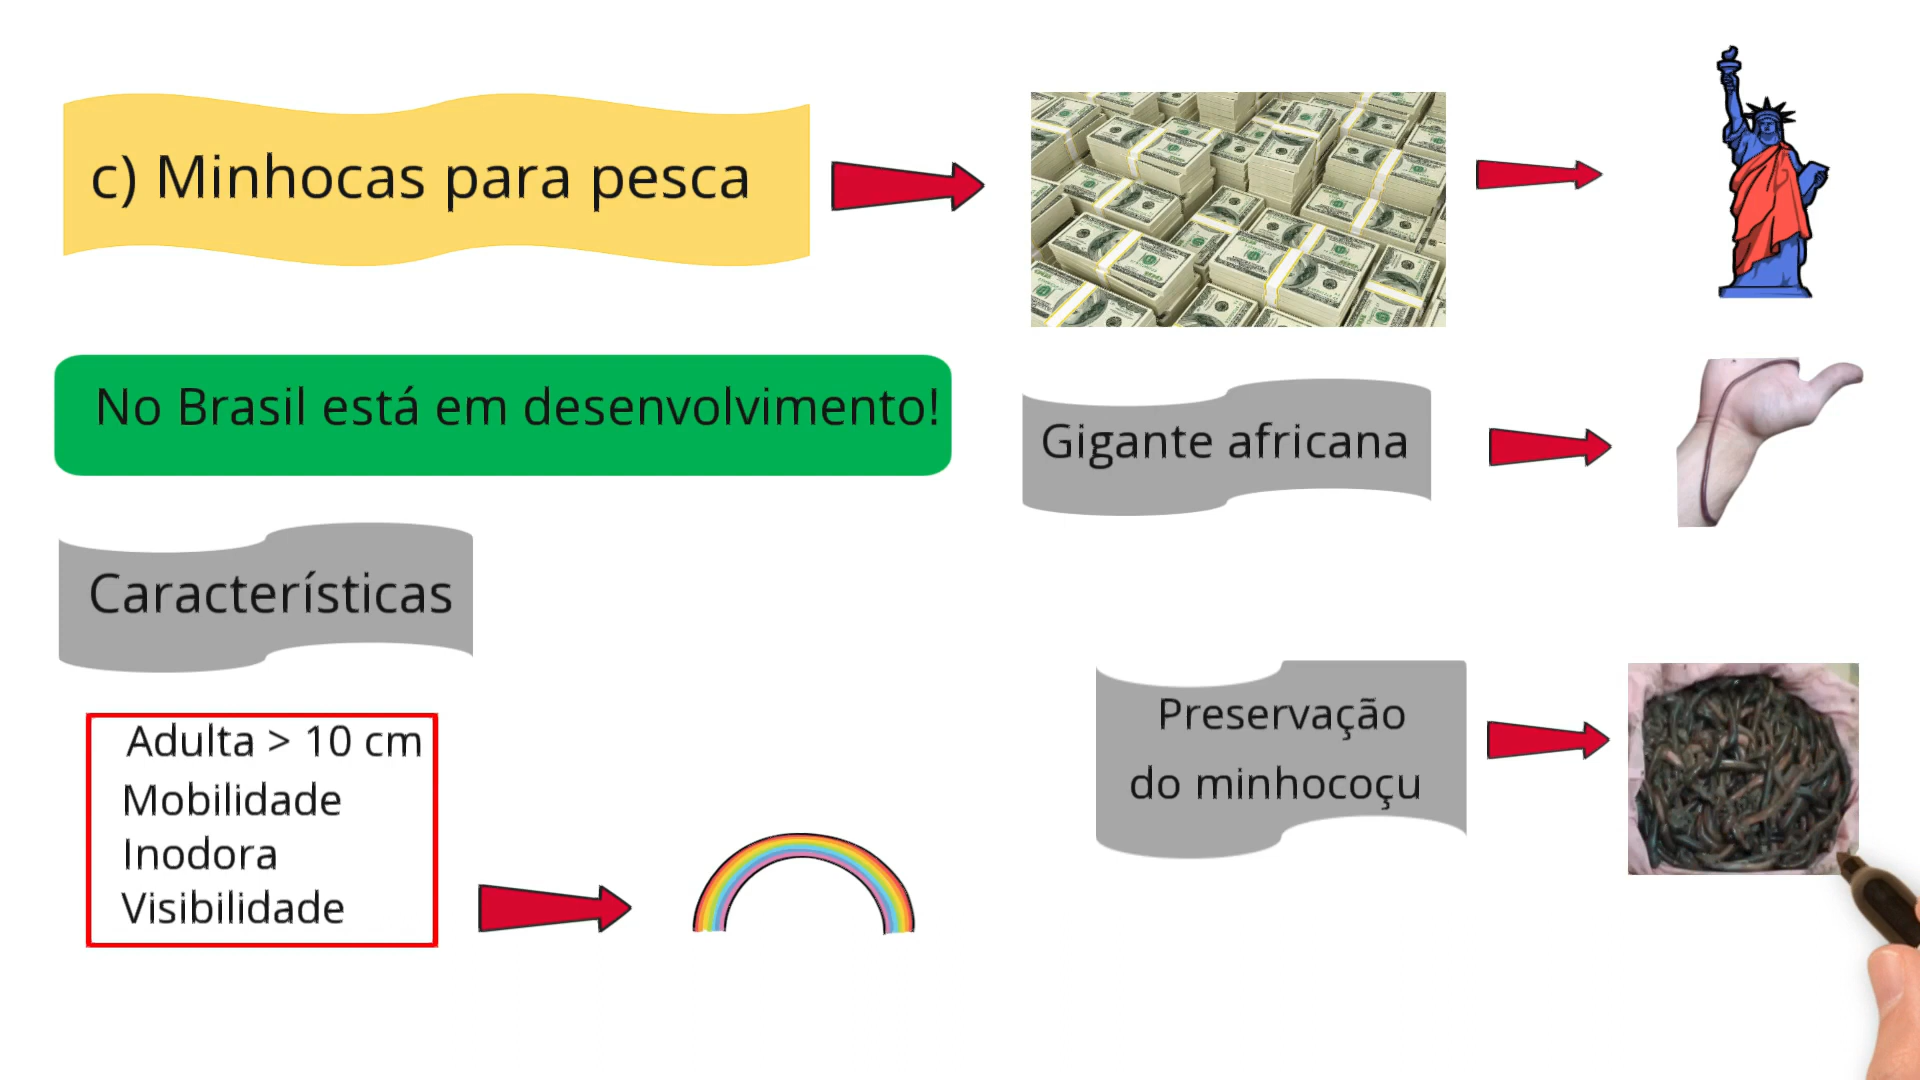 c) Minhocas para pesca
No Brasil está em desenvolvimento!
Gigante africana
Características
Adulta > 10 cm
Mobilidade
Inodora
Visibilidade
Preservação
do minhocoçu